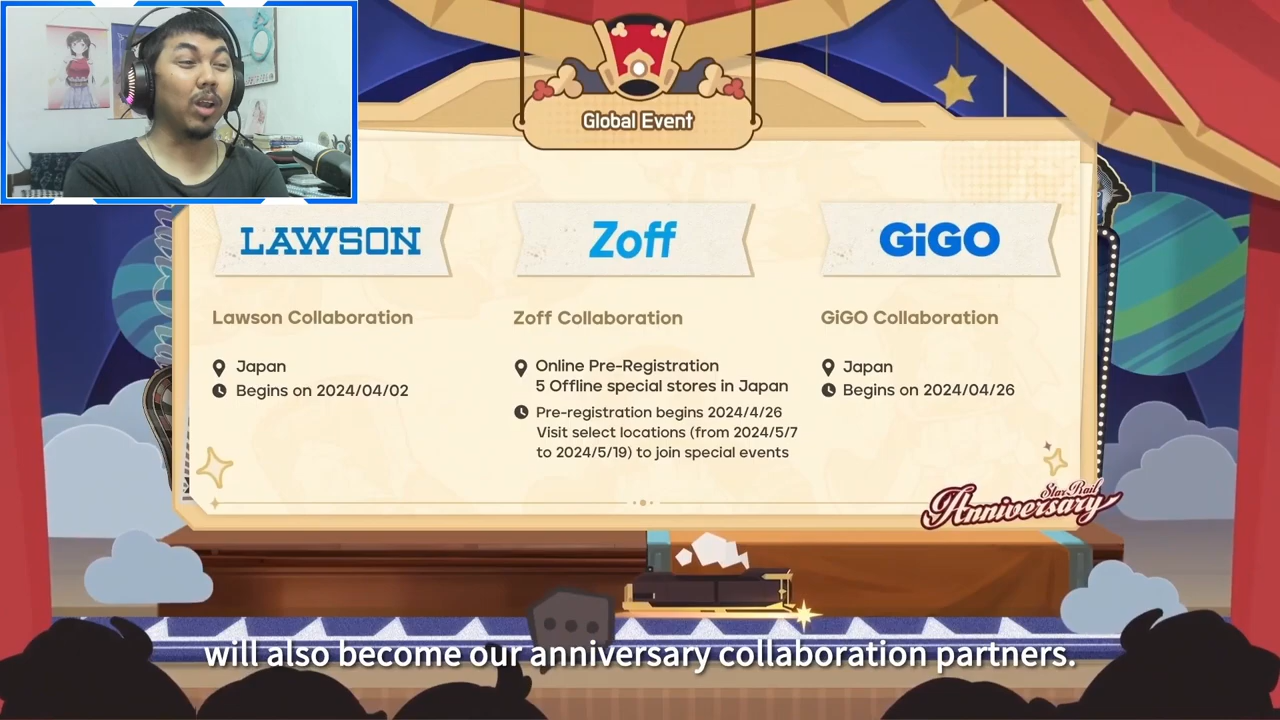 Global Event
LAWSON
Zoff
GiGO
Lawson Collaboration
Japan
Begins on 2024/04/02
Zoff Collaboration
Online Pre-Registration
5 Offline special stores in Japan
Pre-registration begins 2024/4/26
Visit select locations (from 2024/5/7
to 2024/5/19) to join special events
GiGO Collaboration
Japan
Begins on 2024/04/26
Star Rail
Anniversary
will also become our anniversary collaboration partners.